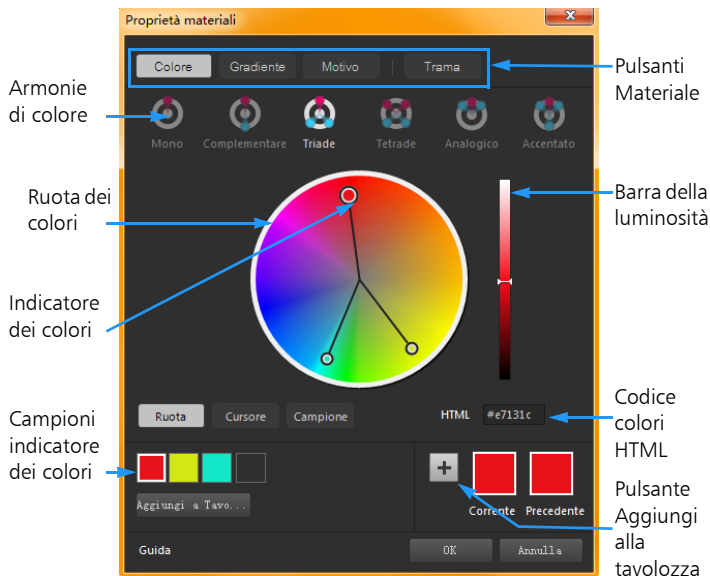 Proprietà materiali
x
Colore Gradiente Motivo Trama
Pulsanti
Materiale
Armonie
di colore
Mono Complementare Triade Tetrade Analogico Accentato
Ruota dei
colori
Barra della
luminosità
Indicatore
dei colori
Ruota Cursore Campione HTML #e7131c
Codice
colori
HTML
Campioni
indicatore
dei colori
Aggiungi a Tavo...
+
Corrente Precedente
Pulsante
Aggiungi
alla
tavolozza
Guida OK Annulla